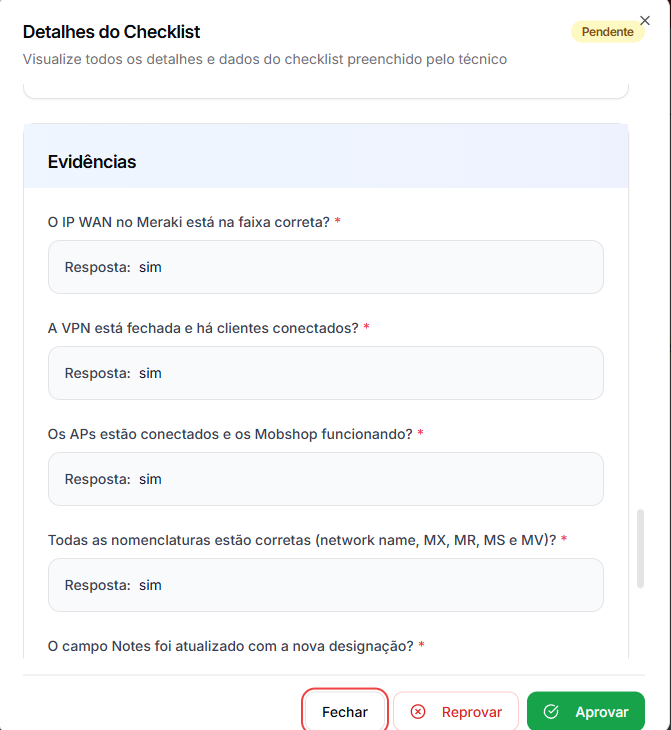 Detalhes do Checklist
Pendente
Visualize todos os detalhes e dados do checklist preenchido pelo técnico
Evidências
O IP WAN no Meraki está na faixa correta? *
Resposta: sim
A VPN está fechada e há clientes conectados? *
Resposta: sim
Os APs estão conectados e os Mobshop funcionando? *
Resposta: sim
Todas as nomenclaturas estão corretas (network name, MX, MR, MS e MV)? *
Resposta: sim
O campo Notes foi atualizado com a nova designação? *
Fechar
Reprovar
Aprovar